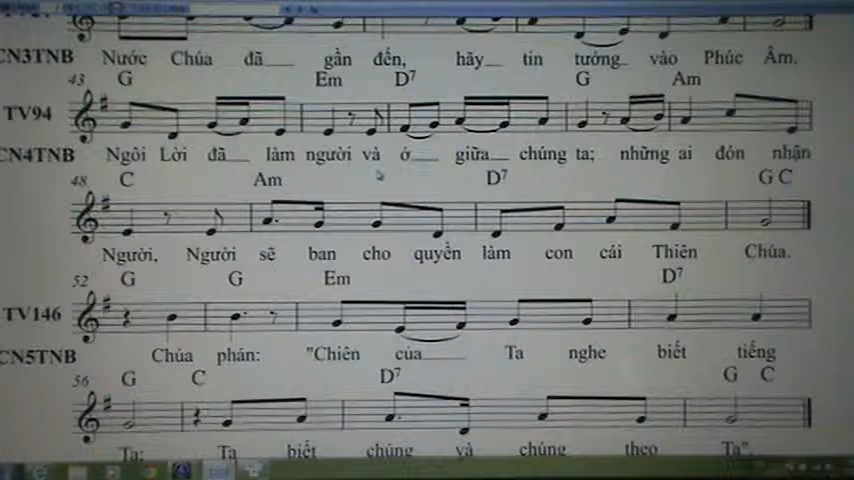 CN3TNB Nước Chúa đã gần đến, hãy tin tưởng vào Phúc Âm.
43 G Em D7 G Am
TV94
CN4TNB Ngôi Lời đã làm người và ở giữa chúng ta; những ai đón nhận
48 C Am D7 G C
Người, Người sẽ ban cho quyền làm con cái Thiên Chúa.
52 G G Em D7
TV146
CN5TNB Chúa phán: "Chiên của Ta nghe biết tiếng
56 G C D7 G C
Ta; Ta biết chúng và chúng theo Ta".